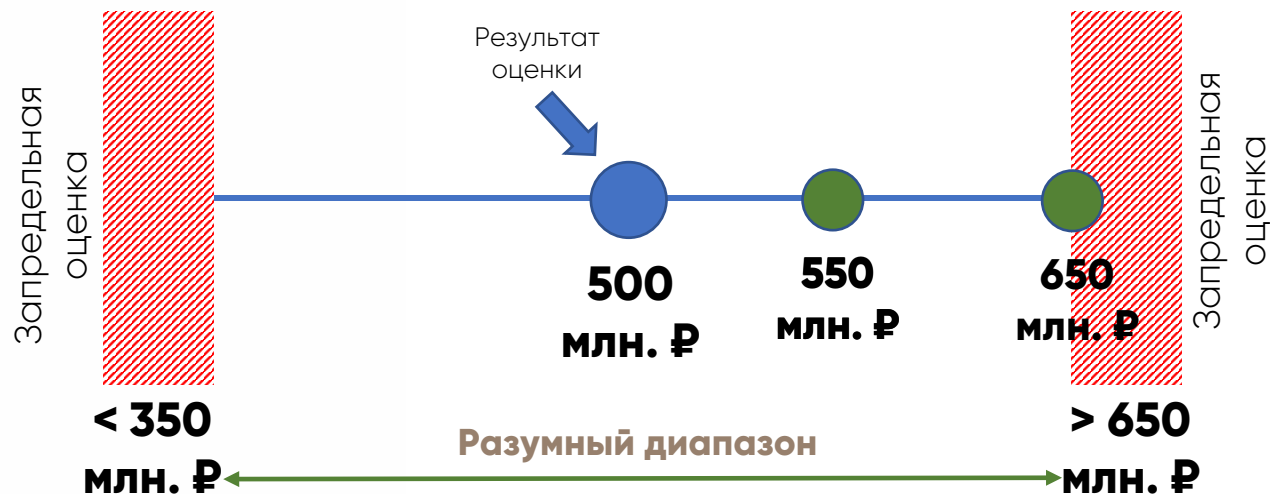 Результат
оценки
Запредельная
оценка
500
млн. ₽
550
млн. ₽
650
млн. ₽
Запредельная
оценка
< 350
млн. ₽
Разумный диапазон
> 650
млн. ₽